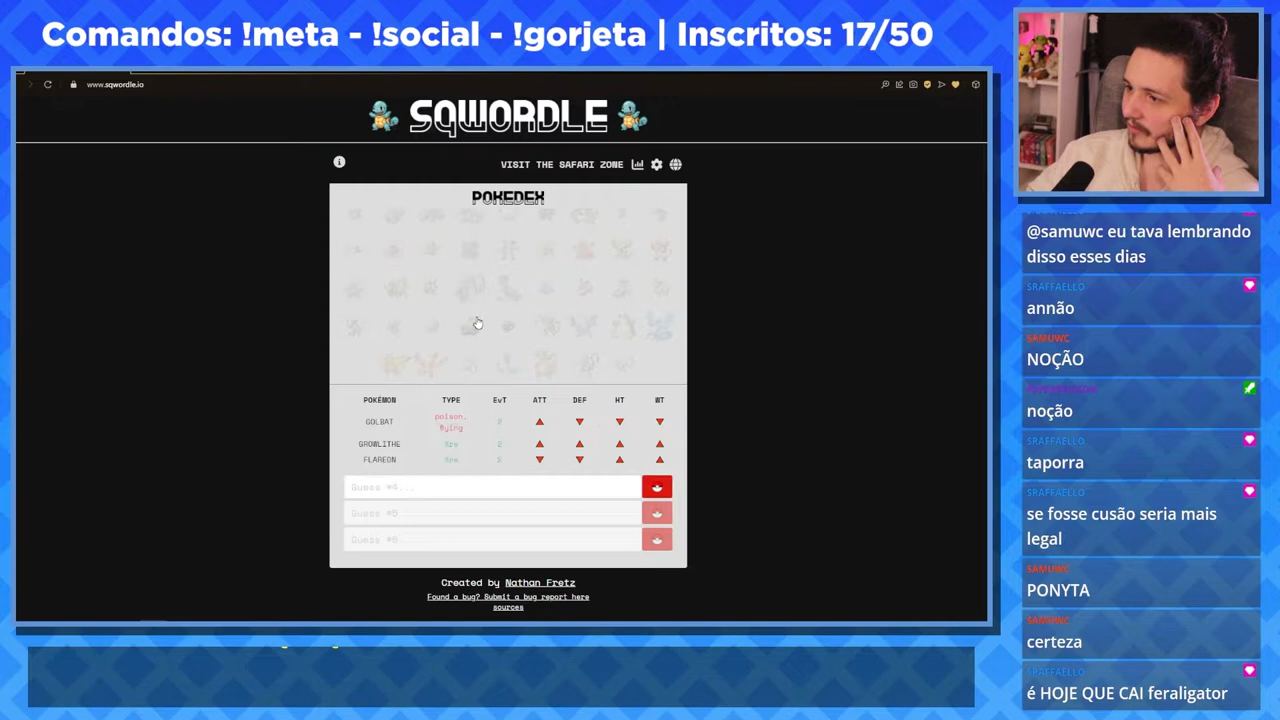 Comandos: !meta - !social - !gorjeta | Inscritos: 17/50
www.sqwordle.io
SQWORDLE
VISIT THE SAFARI ZONE
POKEDEX
POKÉMON TYPE EvT ATT DEF HT WT
GOLBAT poison, flying 2
GROWLITHE fire 2
FLAREON fire 2
Guess #4...
Guess #5
Guess #6
Created by Nathan Fretz
Found a bug? Submit a bug report here
sources
@samuwc eu tava lembrando
disso esses dias
SRAFFAELLO
annão
SAMUWC
NOÇÃO
noção
SRAFFAELLO
taporra
SRAFFAELLO
se fosse cusão seria mais
legal
SAMUWC
PONYTA
SAMUWC
certeza
SRAFFAELLO
é HOJE QUE CAI feraligator